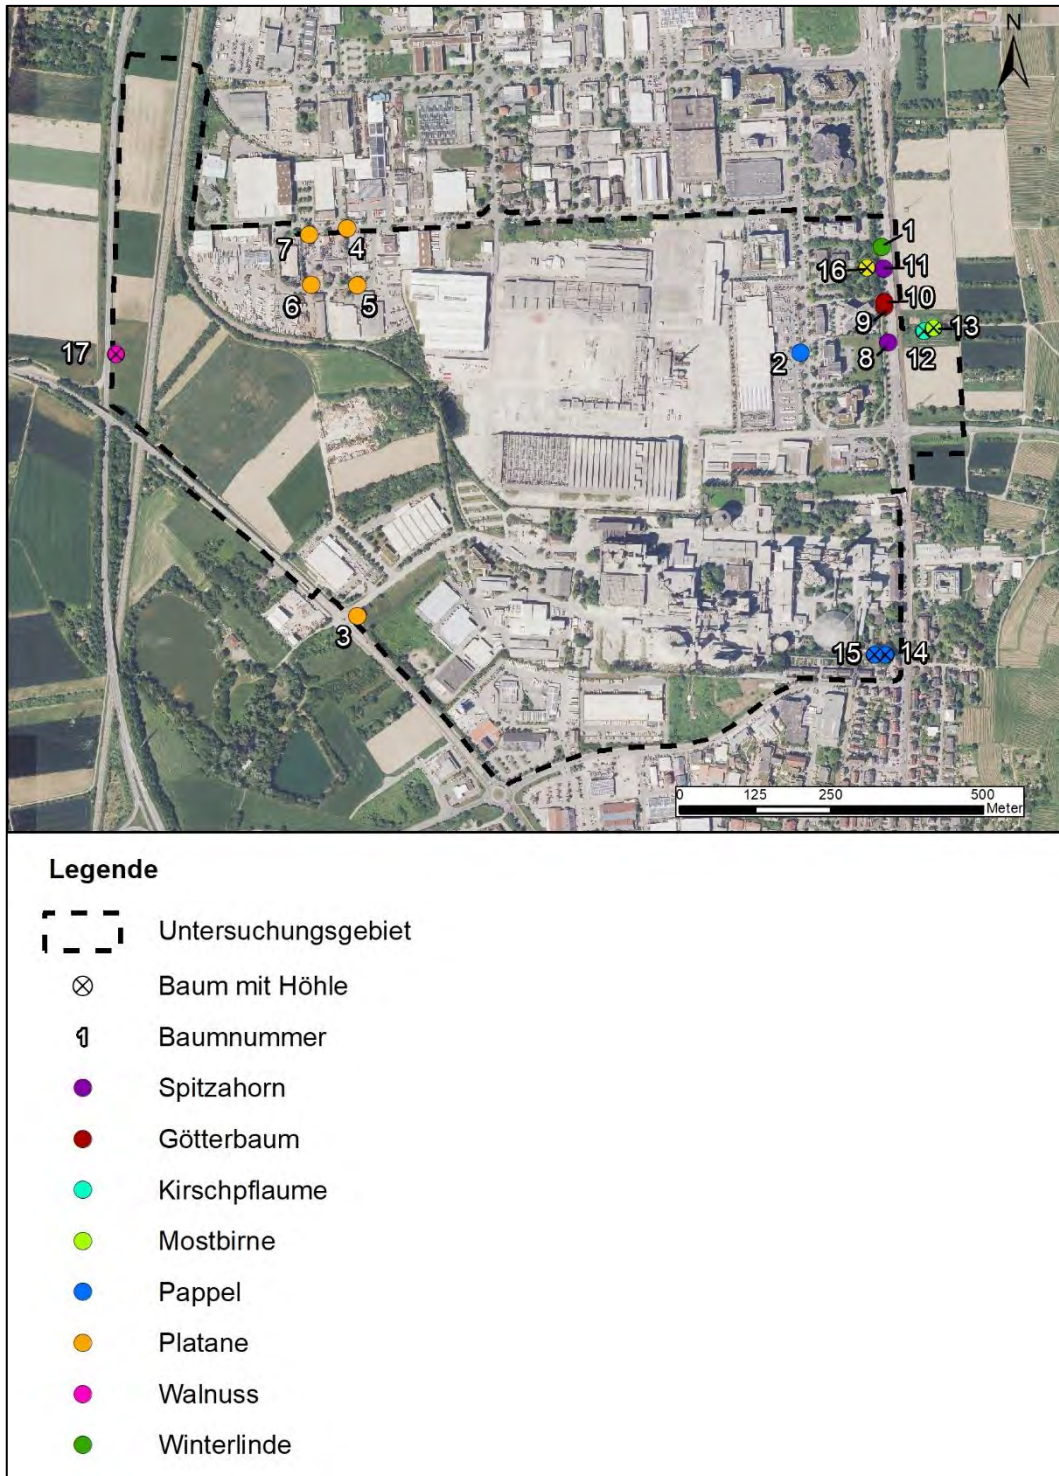 N
1
7
4
16
11
6
5
10
9
13
12
17
2
8
3
15
14
0 125 250 500
Meter
Legende
Untersuchungsgebiet
Baum mit Höhle
1 Baumnummer
Spitzahorn
Götterbaum
Kirschpflaume
Mostbirne
Pappel
Platane
Walnuss
Winterlinde